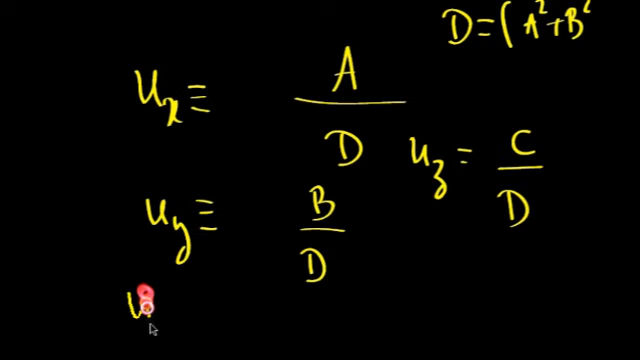 D = (A² + B²
Uₓ ≡ A / D
U_z = C / D
U_y ≡ B / D